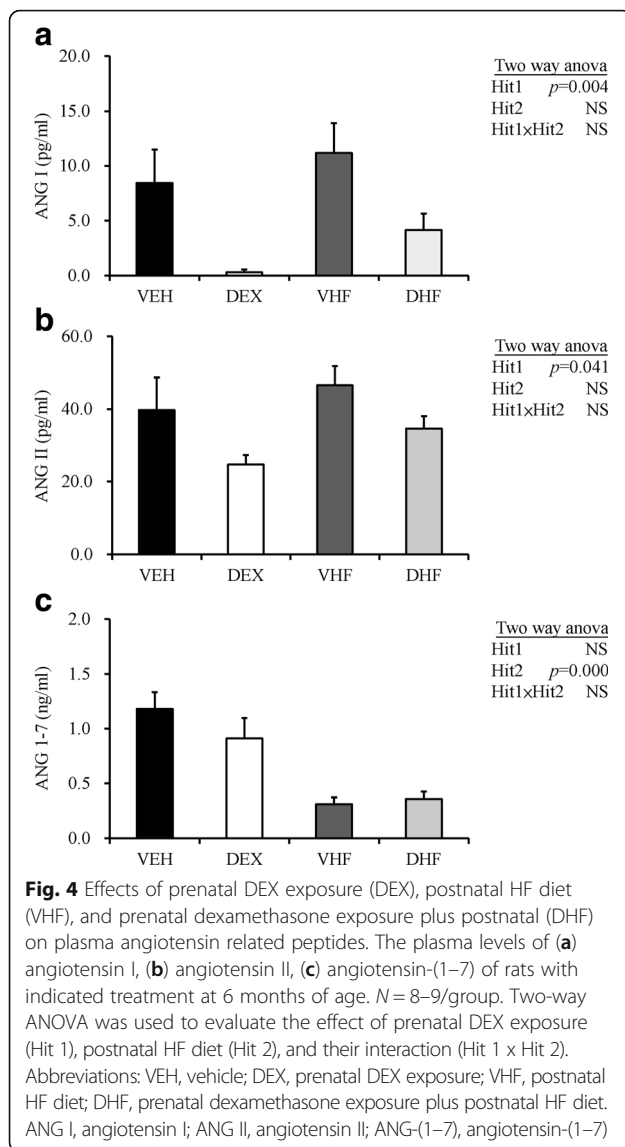 a
20.0
15.0
10.0
5.0
0.0
ANG I (pg/ml)
VEH DEX VHF DHF
Two way anova
Hit1 p=0.004
Hit2 NS
Hit1xHit2 NS
b
60.0
40.0
20.0
0.0
ANG II (pg/ml)
VEH DEX VHF DHF
Two way anova
Hit1 p=0.041
Hit2 NS
Hit1xHit2 NS
c
2.0
1.5
1.0
0.5
0.0
ANG 1-7 (ng/ml)
VEH DEX VHF DHF
Two way anova
Hit1 NS
Hit2 p=0.000
Hit1xHit2 NS
Fig. 4 Effects of prenatal DEX exposure (DEX), postnatal HF diet
(VHF), and prenatal dexamethasone exposure plus postnatal (DHF)
on plasma angiotensin related peptides. The plasma levels of (a)
angiotensin I, (b) angiotensin II, (c) angiotensin-(1–7) of rats with
indicated treatment at 6 months of age. N = 8–9/group. Two-way
ANOVA was used to evaluate the effect of prenatal DEX exposure
(Hit 1), postnatal HF diet (Hit 2), and their interaction (Hit 1 x Hit 2).
Abbreviations: VEH, vehicle; DEX, prenatal DEX exposure; VHF, postnatal
HF diet; DHF, prenatal dexamethasone exposure plus postnatal HF diet.
ANG I, angiotensin I; ANG II, angiotensin II; ANG-(1–7), angiotensin-(1–7)